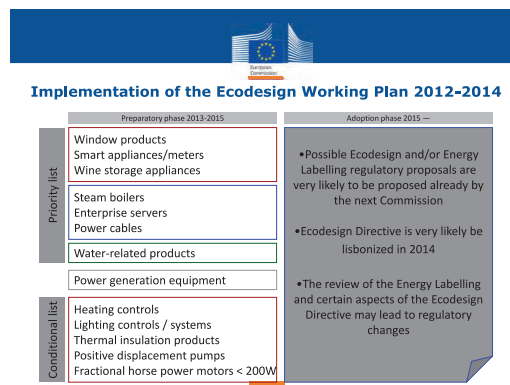 European
Commission
Implementation of the Ecodesign Working Plan 2012-2014
Preparatory phase 2013-2015
Adoption phase 2015 —
Priority list
Window products
Smart appliances/meters
Wine storage appliances
Steam boilers
Enterprise servers
Power cables
Water-related products
Power generation equipment
Conditional list
Heating controls
Lighting controls / systems
Thermal insulation products
Positive displacement pumps
Fractional horse power motors < 200W
•Possible Ecodesign and/or Energy
Labelling regulatory proposals are
very likely to be proposed already by
the next Commission
•Ecodesign Directive is very likely be
lisbonized in 2014
•The review of the Energy Labelling
and certain aspects of the Ecodesign
Directive may lead to regulatory
changes